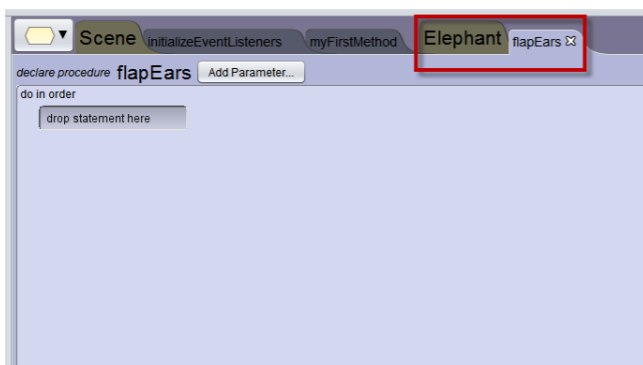 Scene initializeEventListeners myFirstMethod Elephant flapEars
declare procedure flapEars Add Parameter...
do in order
drop statement here